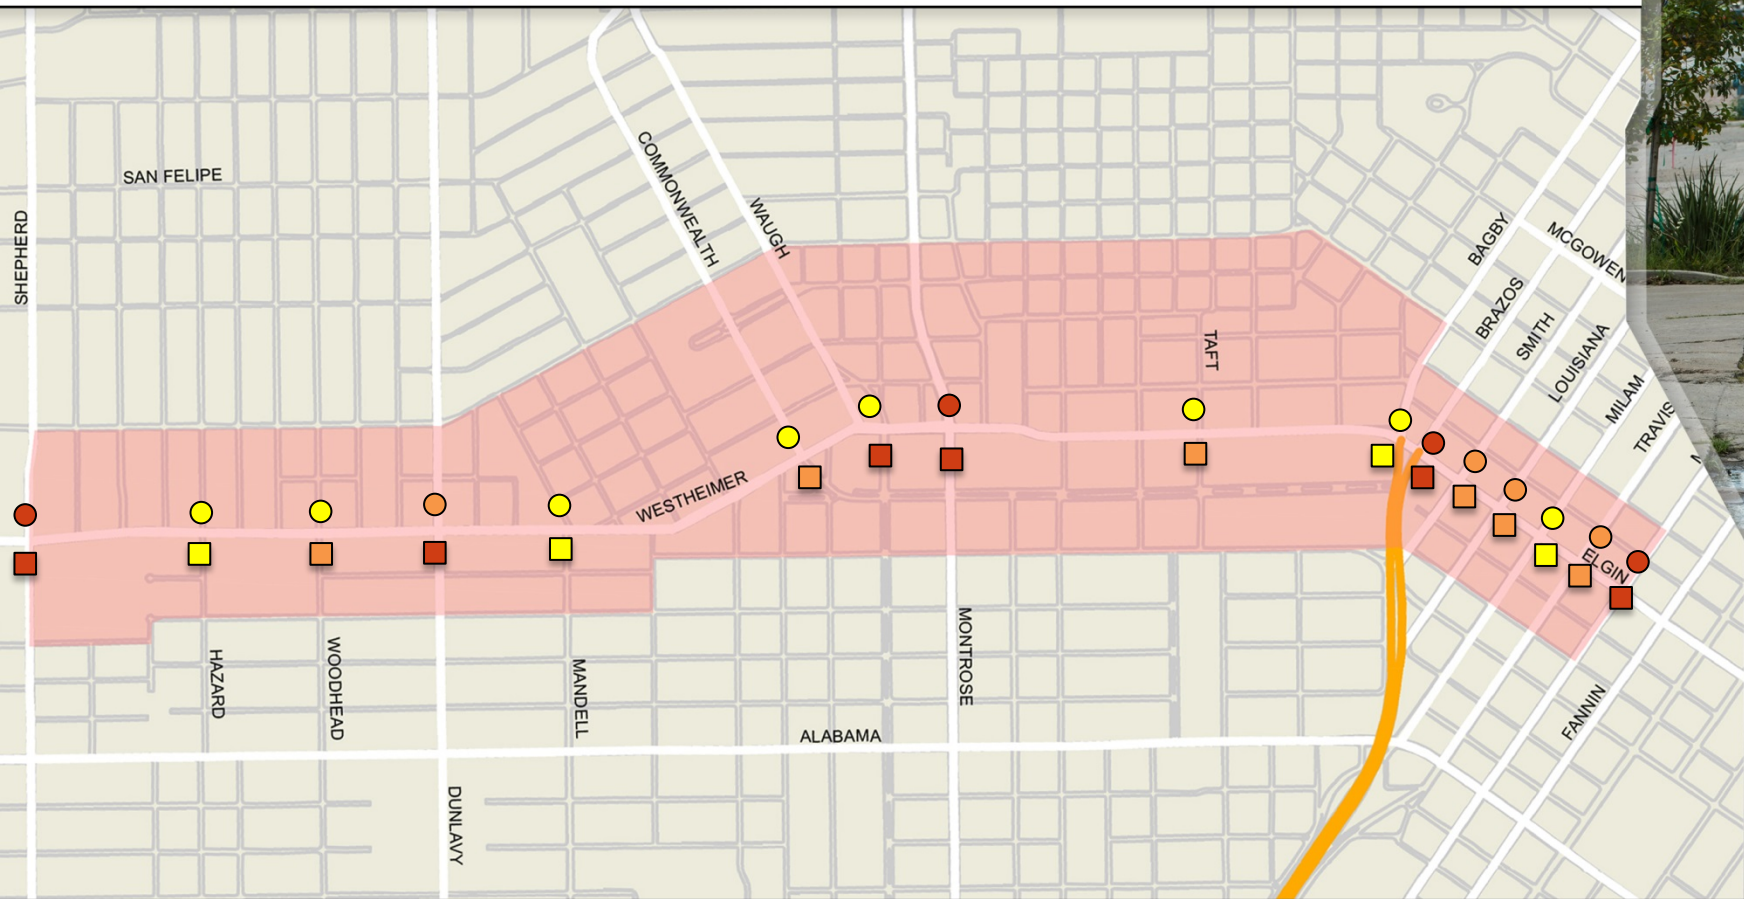 SAN FELIPE
SHEPHERD
COMMONWEALTH
WAUGH
BAGBY
MCGOWEN
BRAZOS
SMITH
LOUISIANA
MILAM
TRAVIS
TAFT
WESTHEIMER
ELGIN
HAZARD
WOODHEAD
MANDELL
MONTROSE
FANNIN
ALABAMA
DUNLAVY